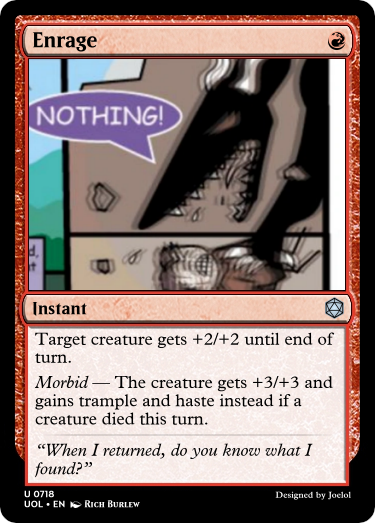 Enrage
NOTHING!
Instant
Target creature gets +2/+2 until end of
turn.
Morbid — The creature gets +3/+3 and
gains trample and haste instead if a
creature died this turn.
“When I returned, do you know what I
found?”
U 0718
UOL • EN Rich Burlew
Designed by Joelol